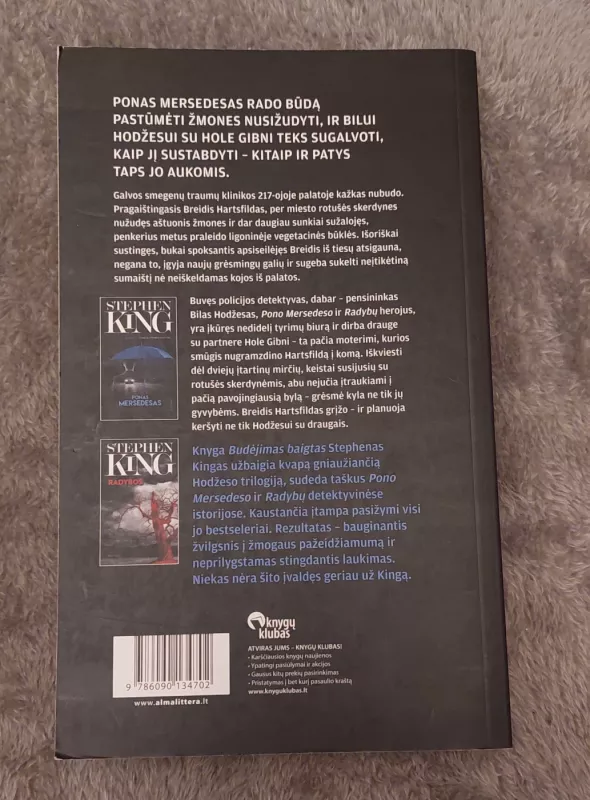 PONAS MERSEDESAS RADO BŪDĄ
PASTŪMĖTI ŽMONES NUSIŽUDYTI, IR BILUI
HODŽESUI SU HOLE GIBNI TEKS SUGALVOTI,
KAIP JĮ SUSTABDYTI – KITAIP IR PATYS
TAPS JO AUKOMIS.
Galvos smegenų traumų klinikos 217-ojoje palatoje kažkas nubudo.
Pragaištingasis Breidis Hartsfildas, per miesto rotušės skerdynes
nužudęs aštuonis žmones ir dar daugiau sunkiai sužalojęs,
penkerius metus praleido ligoninėje vegetacinės būklės. Išoriškai
sustingęs, bukai spoksantis apsiseilėjęs Breidis iš tiesų atsigauna,
negana to, įgyja naujų grėsmingų galių ir sugeba sukelti neįtikėtiną
sumaištį nė neiškeldamas kojos iš palatos.
STEPHEN
KING
PONAS
MERSEDESAS
Buvęs policijos detektyvas, dabar – pensininkas
Bilas Hodžesas, Pono Mersedeso ir Radybų herojus,
yra įkūręs nedidelį tyrimų biurą ir dirba drauge
su partnere Hole Gibni – ta pačia moterimi, kurios
smūgis nugramzdino Hartsfildą į komą. Iškviesti
dėl dviejų įtartinų mirčių, keistai susijusių su
rotušės skerdynėmis, abu nejučia įtraukiami į
pačią pavojingiausią bylą – grėsmė kyla ne tik jų
gyvybėms. Breidis Hartsfildas grįžo – ir planuoja
keršyti ne tik Hodžesui su draugais.
STEPHEN
KING
RADYBOS
Knyga Budėjimas baigtas Stephenas
Kingas užbaigia kvapą gniaužiančią
Hodžeso trilogiją, sudeda taškus Pono
Mersedeso ir Radybų detektyvinėse
istorijose. Kaustančia įtampa pasižymi visi
jo bestseleriai. Rezultatas – bauginantis
žvilgsnis į žmogaus pažeidžiamumą ir
neprilygstamas stingdantis laukimas.
Niekas nėra šito įvaldęs geriau už Kingą.
knygų
klubas
ATVIRAS JUMS – KNYGŲ KLUBAS!
• Karščiausios knygų naujienos
• Ypatingi pasiūlymai ir akcijos
• Gausus kitų prekių pasirinkimas
• Pristatymas į bet kurį pasaulio kraštą
www.knyguklubas.lt
9 786090 134702
www.almalittera.lt